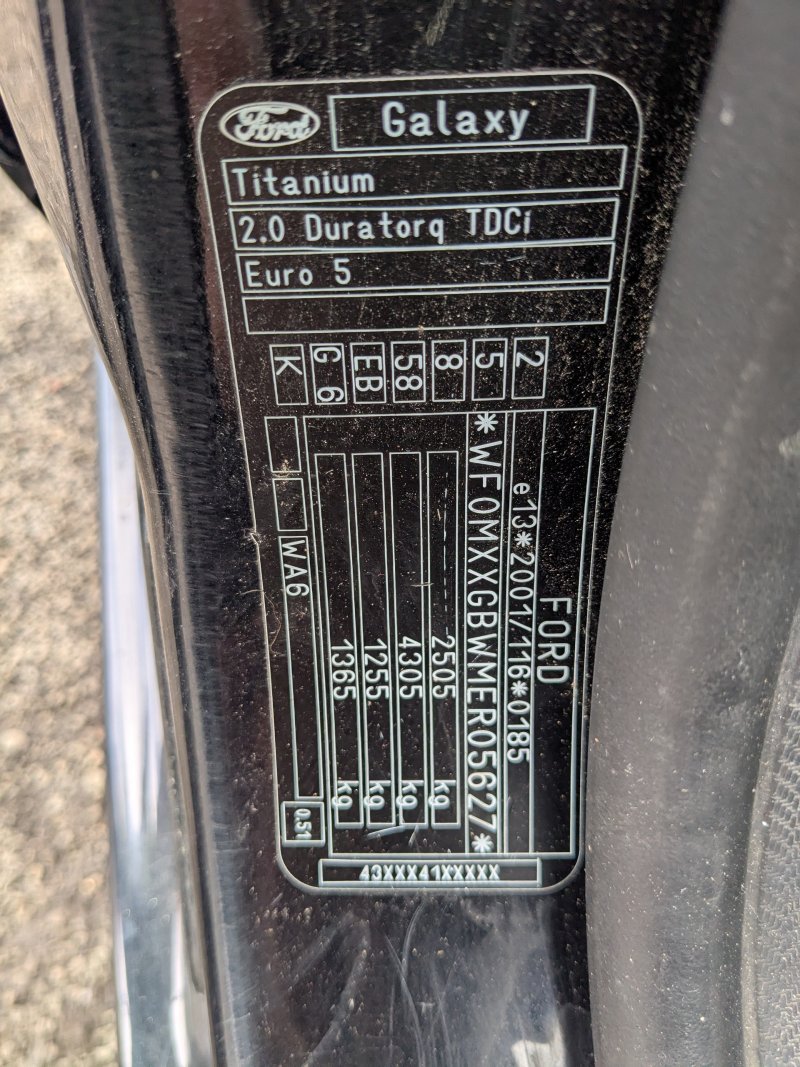 Ford
Galaxy
Titanium
2.0 Duratorq TDCi
Euro 5
K G 6 EB 58 8 5 2
FORD
e13*2001/116*0185
*WF0MXXGBWMER05627*
2505 kg
4305 kg
1255 kg
1365 kg
WA6
0.51
43XXX41XXXXX